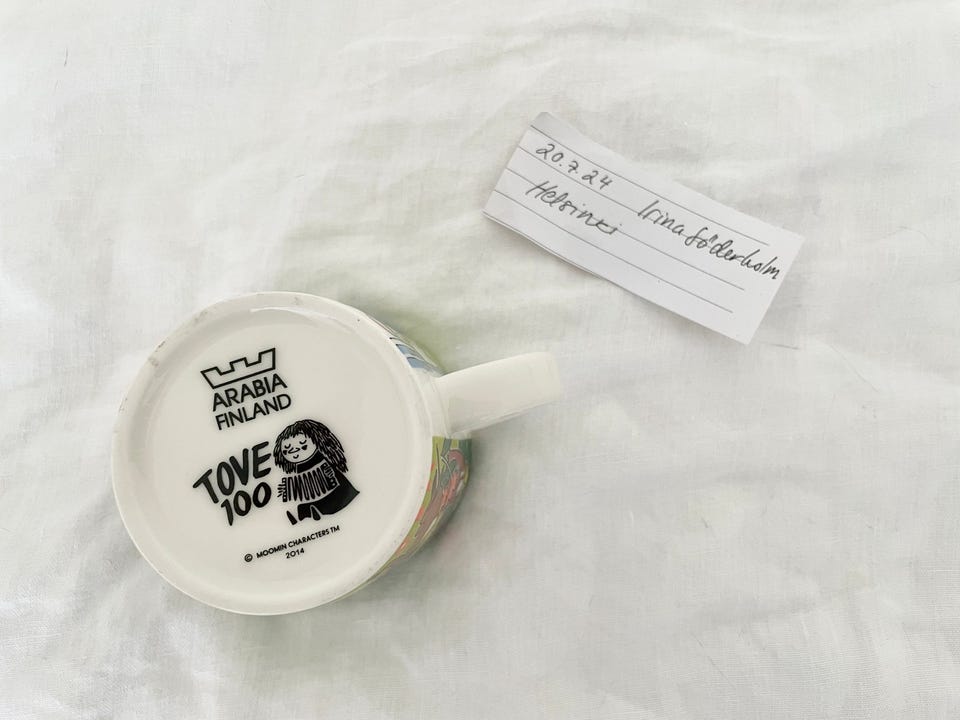 20.7.24 Irina Söderholm
Helsinki
ARABIA
FINLAND
TOVE
100
© MOOMIN CHARACTERS TM
2014